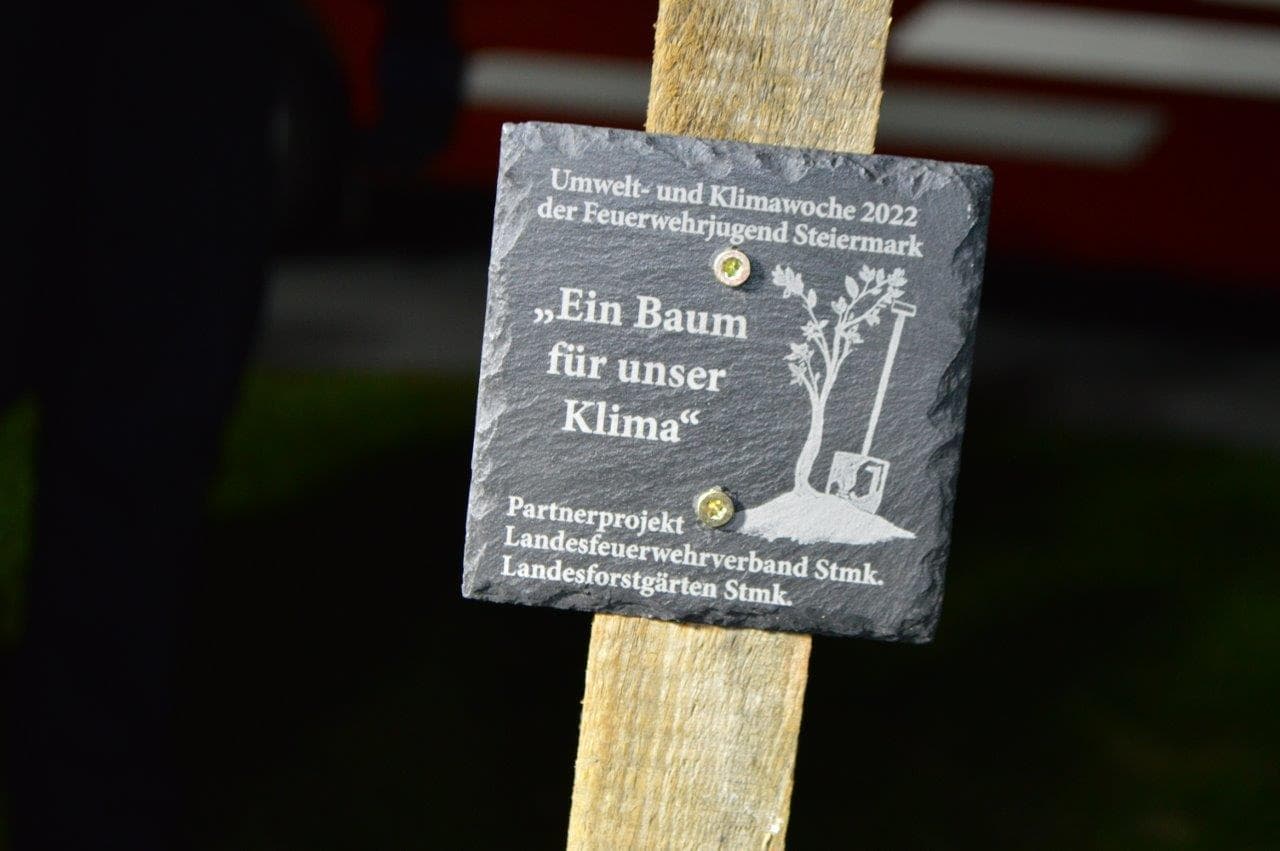 Umwelt- und Klimawoche 2022
der Feuerwehrjugend Steiermark
„Ein Baum
für unser
Klima“
Partnerprojekt
Landesfeuerwehrverband Stmk.
Landesforstgärten Stmk.